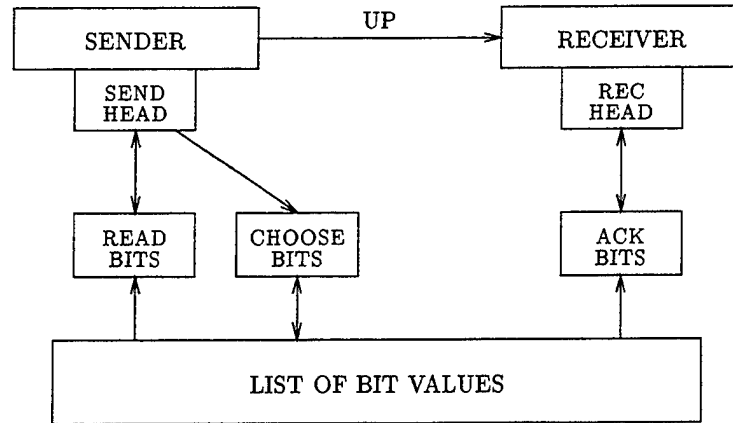 UP
SENDER
RECEIVER
SEND
HEAD
REC
HEAD
READ
BITS
CHOOSE
BITS
ACK
BITS
LIST OF BIT VALUES